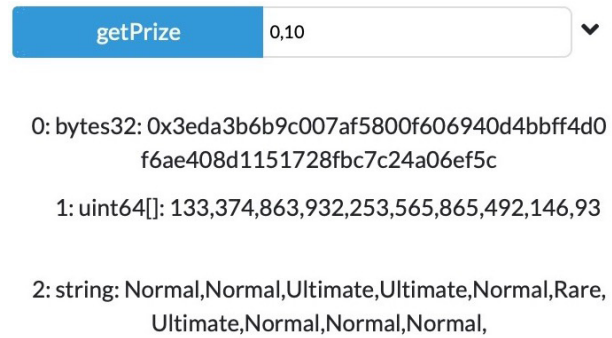 getPrize 0,10
0: bytes32: 0x3eda3b6b9c007af5800f606940d4bbff4d0
f6ae408d1151728fbc7c24a06ef5c
1: uint64[]: 133,374,863,932,253,565,865,492,146,93
2: string: Normal,Normal,Ultimate,Ultimate,Normal,Rare,
Ultimate,Normal,Normal,Normal,